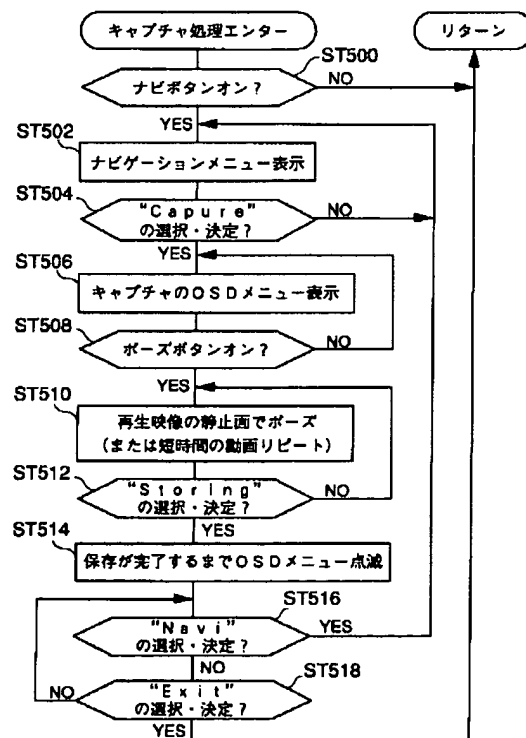 キャプチャ処理エンター
リターン
ST500
ナビボタンオン?
NO
YES
ST502
ナビゲーションメニュー表示
ST504
“Capure”
の選択・決定?
NO
YES
ST506
キャプチャのOSDメニュー表示
ST508
ポーズボタンオン?
NO
YES
ST510
再生映像の静止画でポーズ
(または短時間の動画リピート)
ST512
“Storing”
の選択・決定?
NO
YES
ST514
保存が完了するまでOSDメニュー点滅
ST516
“Navi”
の選択・決定?
YES
NO
ST518
“Exit”
の選択・決定?
NO
YES